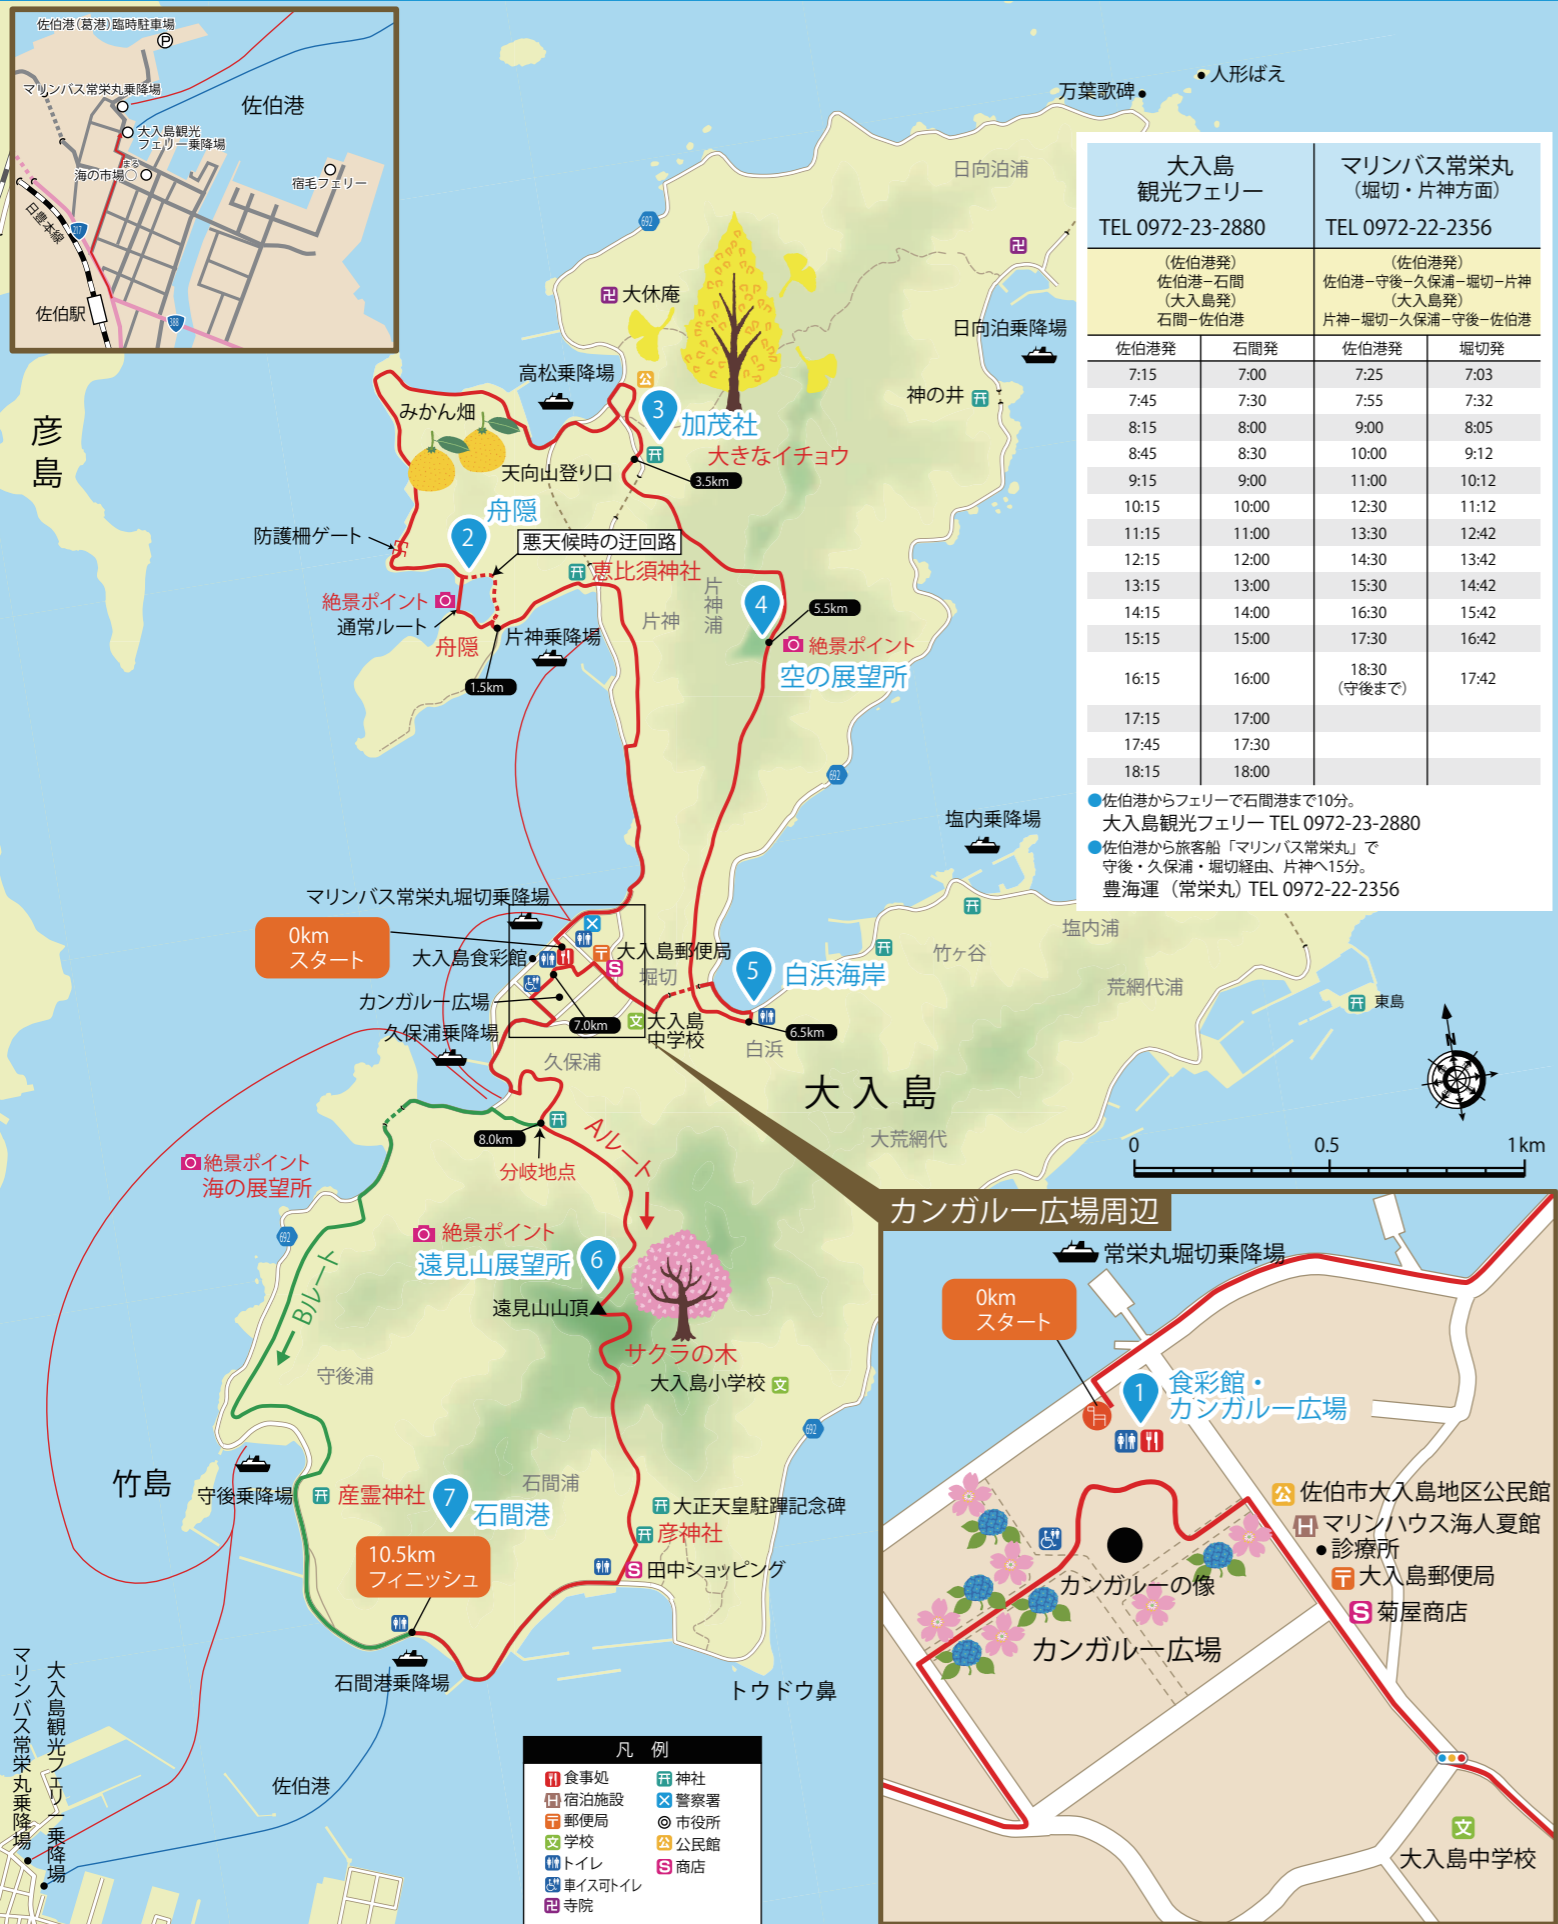 佐伯港(葛港)臨時駐車場
P
マリンバス常栄丸乗降場
佐伯港
大入島観光
フェリー乗降場
まる
海の市場○
宿毛フェリー
日豊本線
217
佐伯駅
388
人形ばえ
万葉歌碑
日向泊浦
692
卍
大休庵
卍
日向泊乗降場
高松乗降場
公
みかん畑
神の井
3
加茂社
大きなイチョウ
天向山登り口
3.5km
彦島
舟隠
2
防護柵ゲート
悪天候時の迂回路
恵比須神社
片神浦
片神
4
5.5km
絶景ポイント
通常ルート
舟隠
片神乗降場
絶景ポイント
空の展望所
1.5km
692
塩内乗降場
マリンバス常栄丸堀切乗降場
0km
スタート
大入島食彩館
大入島郵便局
堀切
カンガルー広場
7.0km
久保浦乗降場
文
大入島
中学校
5
白浜海岸
6.5km
白浜
竹ヶ谷
塩内浦
荒網代浦
東島
久保浦
大入島
大荒網代
N
0
0.5
1km
8.0km
分岐地点
Aルート
絶景ポイント
海の展望所
692
絶景ポイント
遠見山展望所
6
遠見山山頂
Bルート
サクラの木
守後浦
大入島小学校
文
692
竹島
守後乗降場
産霊神社
7
石間港
石間浦
大正天皇駐蹕記念碑
彦神社
10.5km
フィニッシュ
S
田中ショッピング
石間港乗降場
トウドウ鼻
佐伯港
マリンバス常栄丸乗降場
大入島観光フェリー乗降場
大入島
観光フェリー
TEL 0972-23-2880
マリンバス常栄丸
（堀切・片神方面）
TEL 0972-22-2356
（佐伯港発）
佐伯港−石間
（大入島発）
石間−佐伯港
（佐伯港発）
佐伯港−守後−久保浦−堀切−片神
（大入島発）
片神−堀切−久保浦−守後−佐伯港
佐伯港発 石間発 佐伯港発 堀切発
7:15 7:00 7:25 7:03
7:45 7:30 7:55 7:32
8:15 8:00 9:00 8:05
8:45 8:30 10:00 9:12
9:15 9:00 11:00 10:12
10:15 10:00 12:30 11:12
11:15 11:00 13:30 12:42
12:15 12:00 14:30 13:42
13:15 13:00 15:30 14:42
14:15 14:00 16:30 15:42
15:15 15:00 17:30 16:42
16:15 16:00 18:30 17:42
（守後まで）
17:15 17:00
17:45 17:30
18:15 18:00
●佐伯港からフェリーで石間港まで10分。
大入島観光フェリー TEL 0972-23-2880
●佐伯港から旅客船「マリンバス常栄丸」で
守後・久保浦・堀切経由、片神へ15分。
豊海運（常栄丸）TEL 0972-22-2356
カンガルー広場周辺
常栄丸堀切乗降場
0km
スタート
1
食彩館・
カンガルー広場
公 佐伯市大入島地区公民館
H マリンハウス海人夏館
●診療所
〒 大入島郵便局
S 菊屋商店
カンガルーの像
カンガルー広場
文
大入島中学校
凡 例
食事処
H 宿泊施設
〒 郵便局
文 学校
トイレ
車イス可トイレ
卍 寺院
神社
警察署
◎ 市役所
公 公民館
S 商店